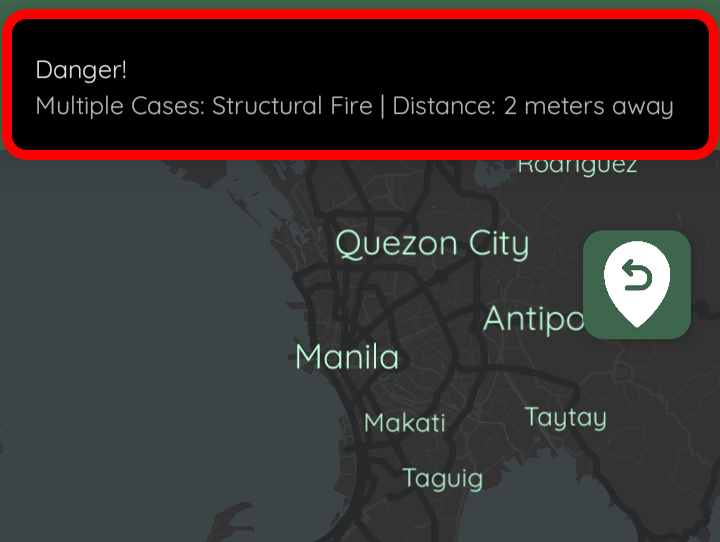 Danger!
Multiple Cases: Structural Fire | Distance: 2 meters away
Rodriguez
Quezon City
Antipo
Manila
Makati
Taytay
Taguig